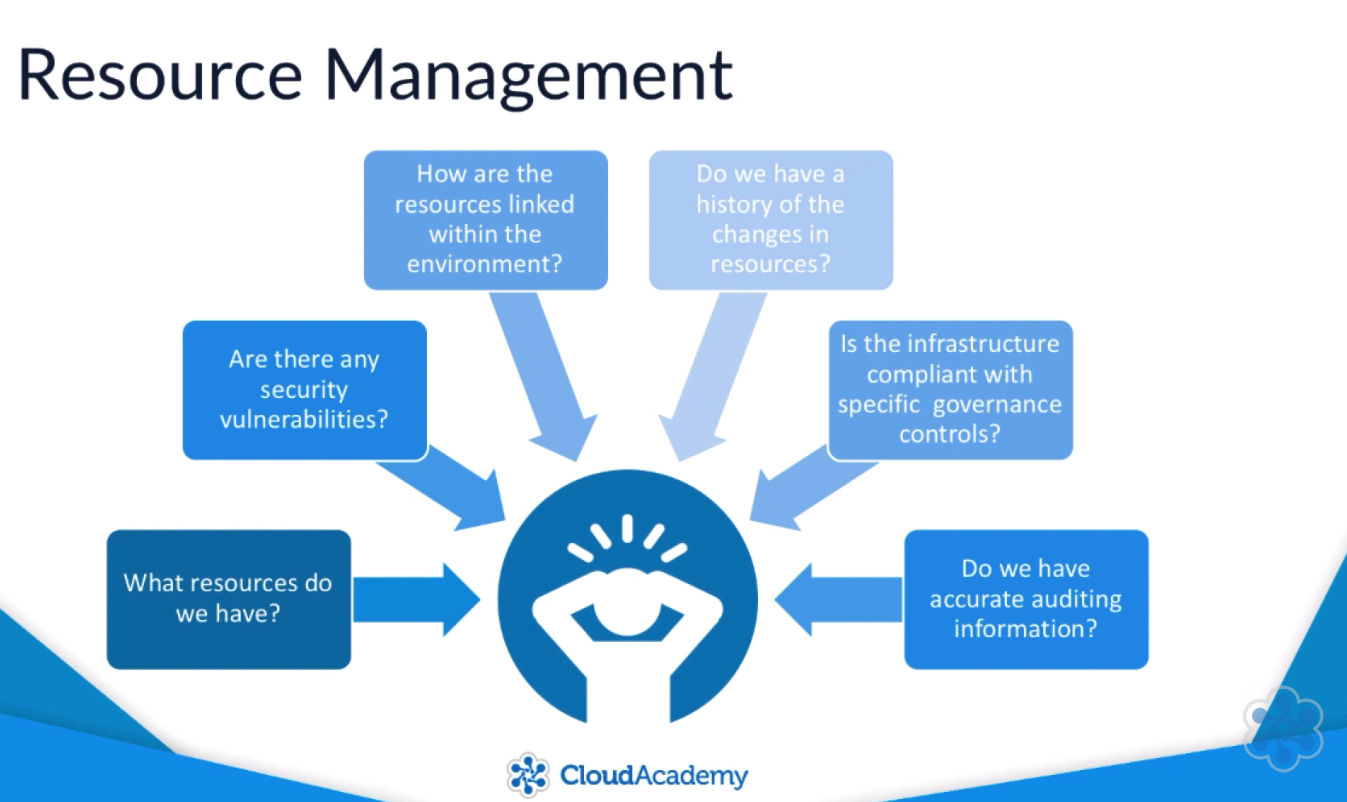 Resource Management
How are the
resources linked
within the
environment?
Do we have a
history of the
changes in
resources?
Are there any
security
vulnerabilities?
Is the infrastructure
compliant with
specific  governance
controls?
What resources do
we have?
Do we have
accurate auditing
information?
CloudAcademy